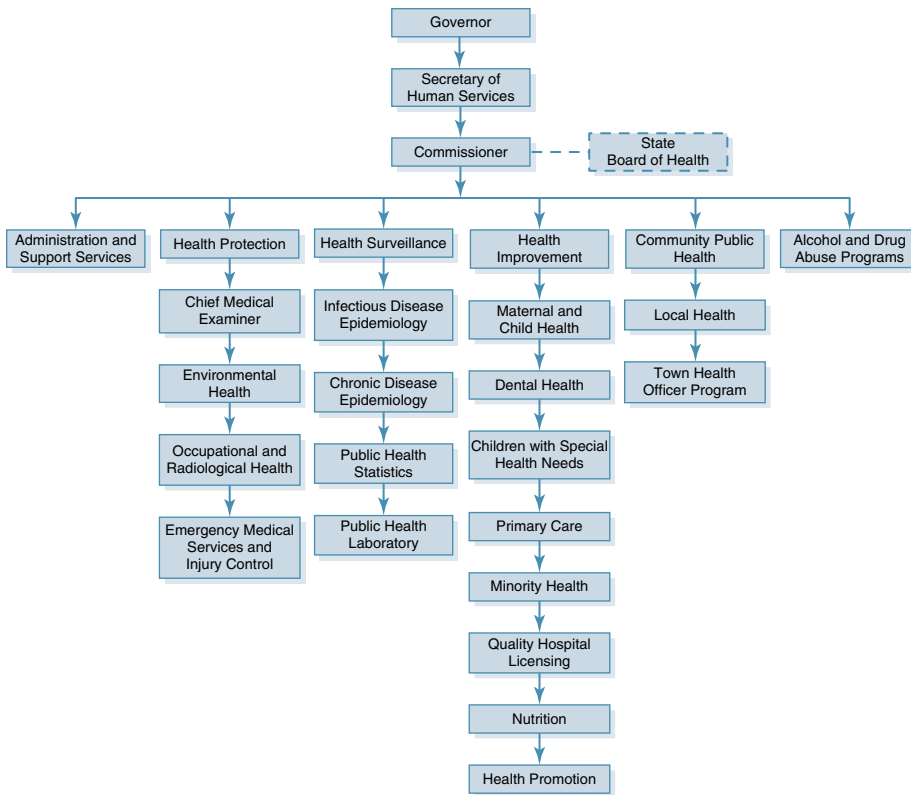 Governor
Secretary of
Human Services
Commissioner
State
Board of Health
Administration and
Support Services
Health Protection
Chief Medical
Examiner
Environmental
Health
Occupational and
Radiological Health
Emergency Medical
Services and
Injury Control
Health Surveillance
Infectious Disease
Epidemiology
Chronic Disease
Epidemiology
Public Health
Statistics
Public Health
Laboratory
Health
Improvement
Maternal and
Child Health
Dental Health
Children with Special
Health Needs
Primary Care
Minority Health
Quality Hospital
Licensing
Nutrition
Health Promotion
Community Public
Health
Local Health
Town Health
Officer Program
Alcohol and Drug
Abuse Programs